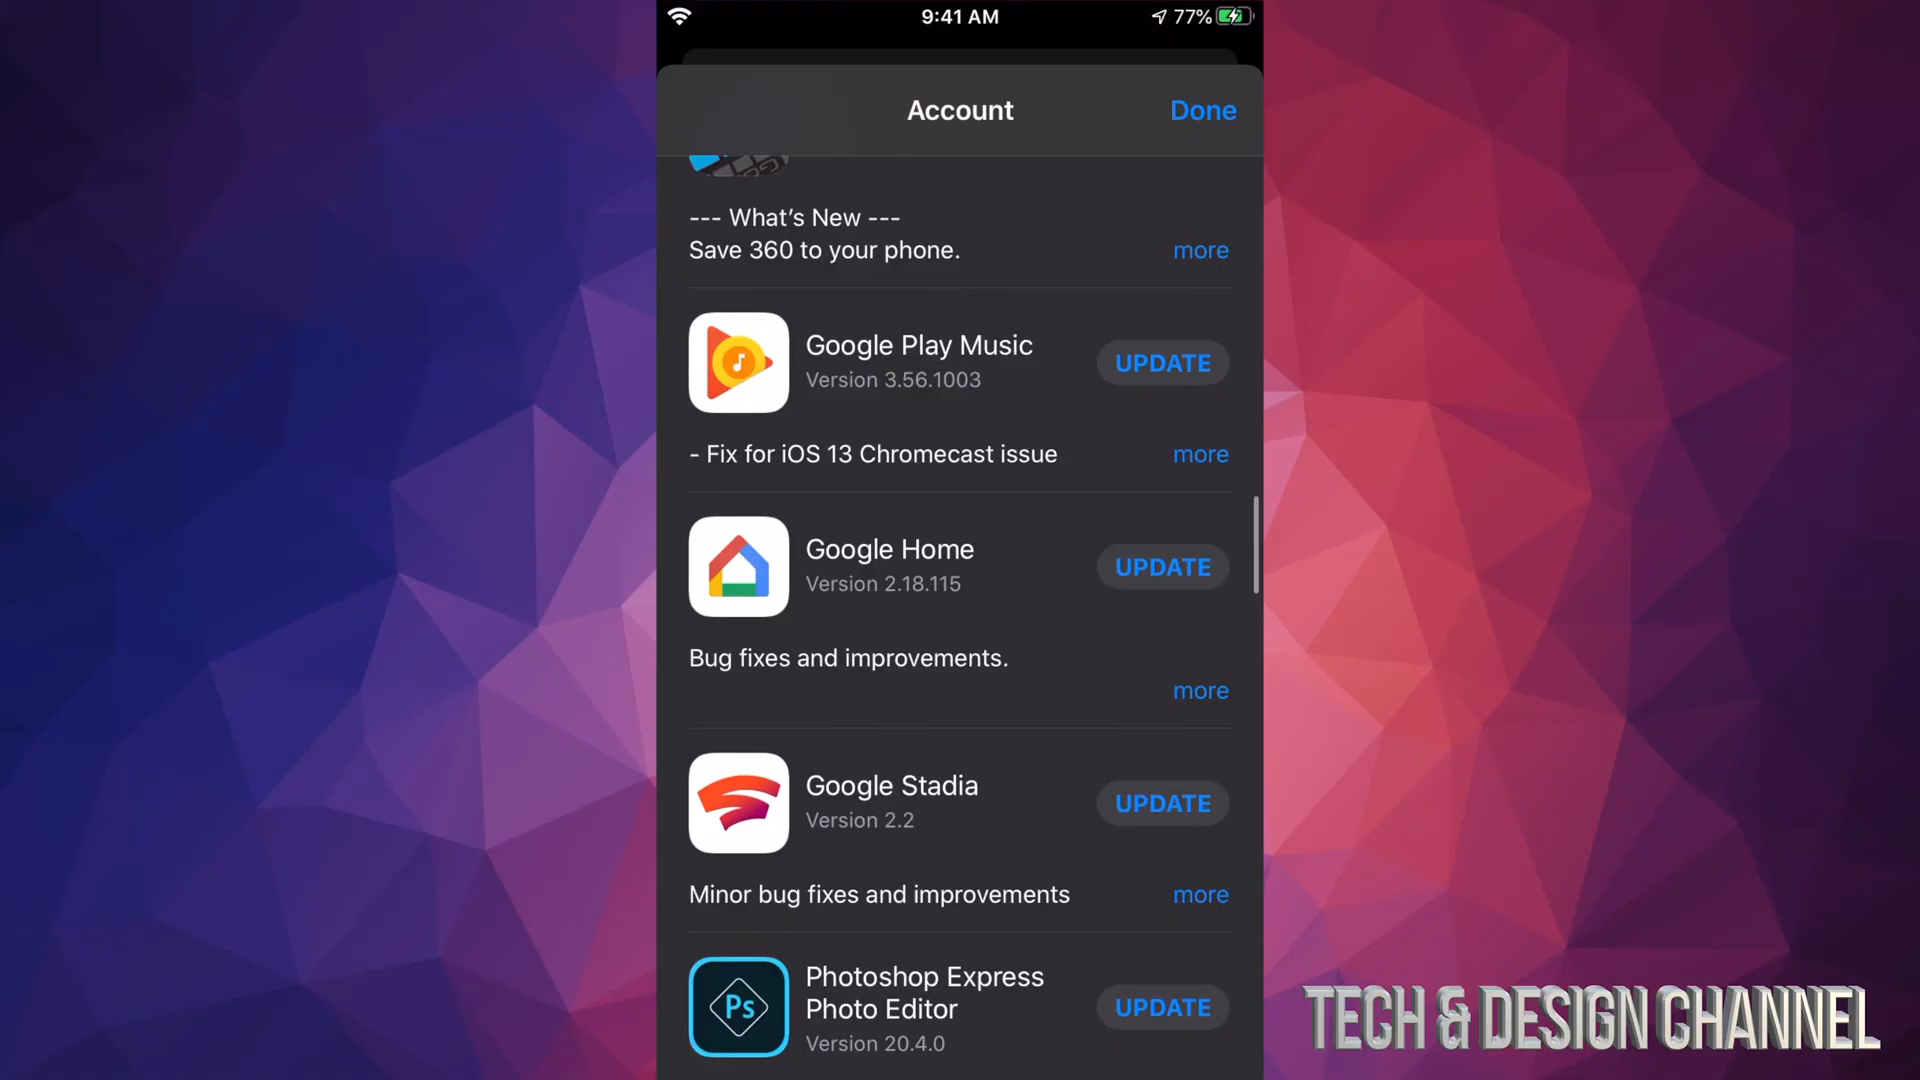 9:41 AM
77%
Account
Done
--- What’s New ---
Save 360 to your phone.
more
Google Play Music
Version 3.56.1003
UPDATE
- Fix for iOS 13 Chromecast issue
more
Google Home
Version 2.18.115
UPDATE
Bug fixes and improvements.
more
Google Stadia
Version 2.2
UPDATE
Minor bug fixes and improvements
more
Ps
Photoshop Express
Photo Editor
Version 20.4.0
UPDATE
TECH & DESIGN CHANNEL